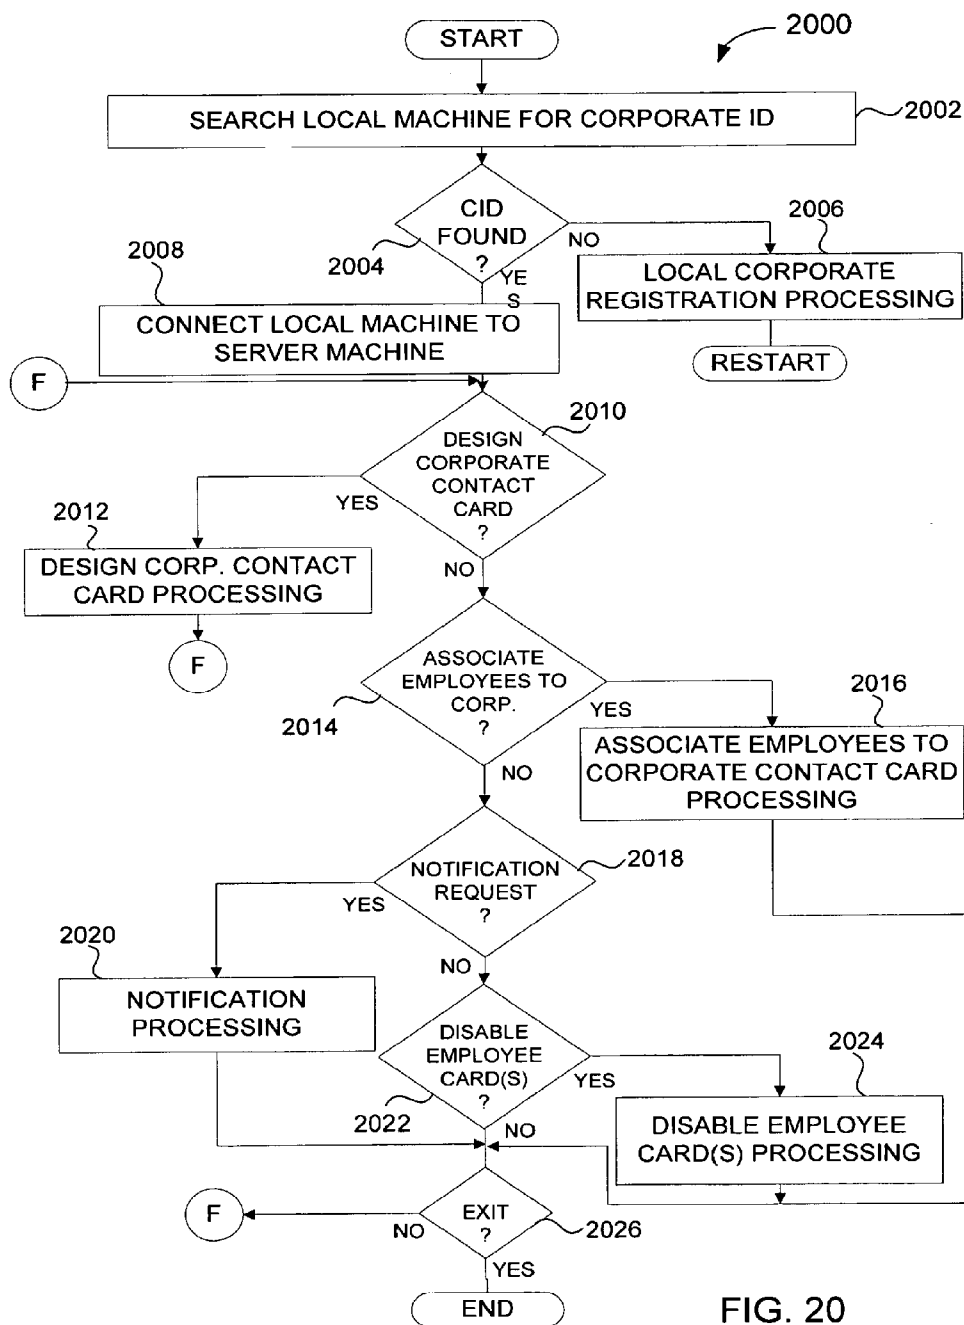 START
2000
SEARCH LOCAL MACHINE FOR CORPORATE ID
2002
CID
FOUND
?
2004
YE
S
NO
2006
LOCAL CORPORATE
REGISTRATION PROCESSING
RESTART
2008
CONNECT LOCAL MACHINE TO
SERVER MACHINE
F
2010
DESIGN
CORPORATE
CONTACT
CARD
?
YES
NO
2012
DESIGN CORP. CONTACT
CARD PROCESSING
F
ASSOCIATE
EMPLOYEES TO
CORP.
?
2014
YES
NO
2016
ASSOCIATE EMPLOYEES TO
CORPORATE CONTACT CARD
PROCESSING
NOTIFICATION
REQUEST
?
2018
YES
NO
2020
NOTIFICATION
PROCESSING
DISABLE
EMPLOYEE
CARD(S)
?
2022
YES
NO
2024
DISABLE EMPLOYEE
CARD(S) PROCESSING
F
EXIT
?
NO
2026
YES
END
FIG. 20